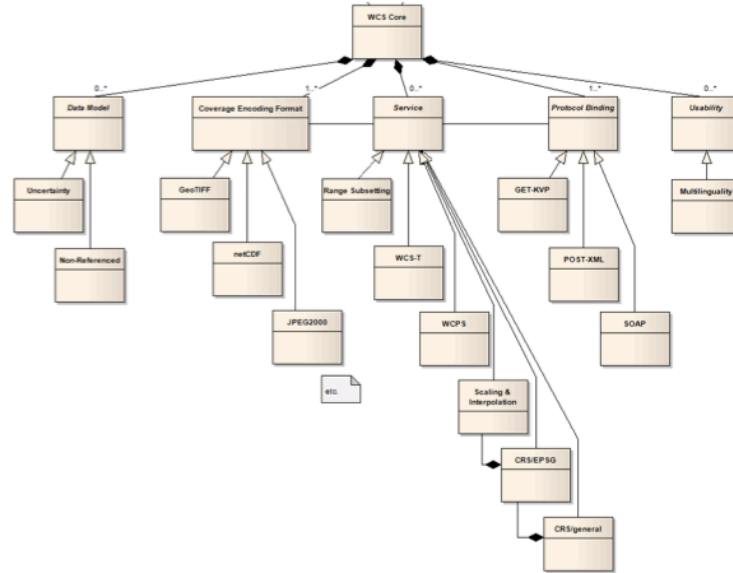 WCS Core
0..*
1..*
0..*
1..*
0..*
Data Model
Coverage Encoding Format
Service
Protocol Binding
Usability
Uncertainty
GeoTIFF
Range Subsetting
GET-KVP
Multilinguality
Non-Referenced
netCDF
WCS-T
POST-XML
JPEG2000
WCPS
SOAP
etc.
Scaling &
Interpolation
CRS/EPSG
CRS/general